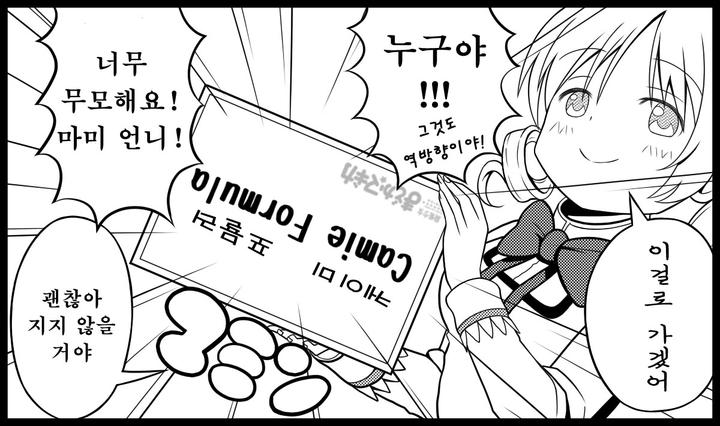 너무
무모해요!
마미 언니!
누구야
!!!
그것도
역방향이야!
Camie Formula
케이미
포뮬러
이걸로 가겠어
괜찮아
지지 않을
거야